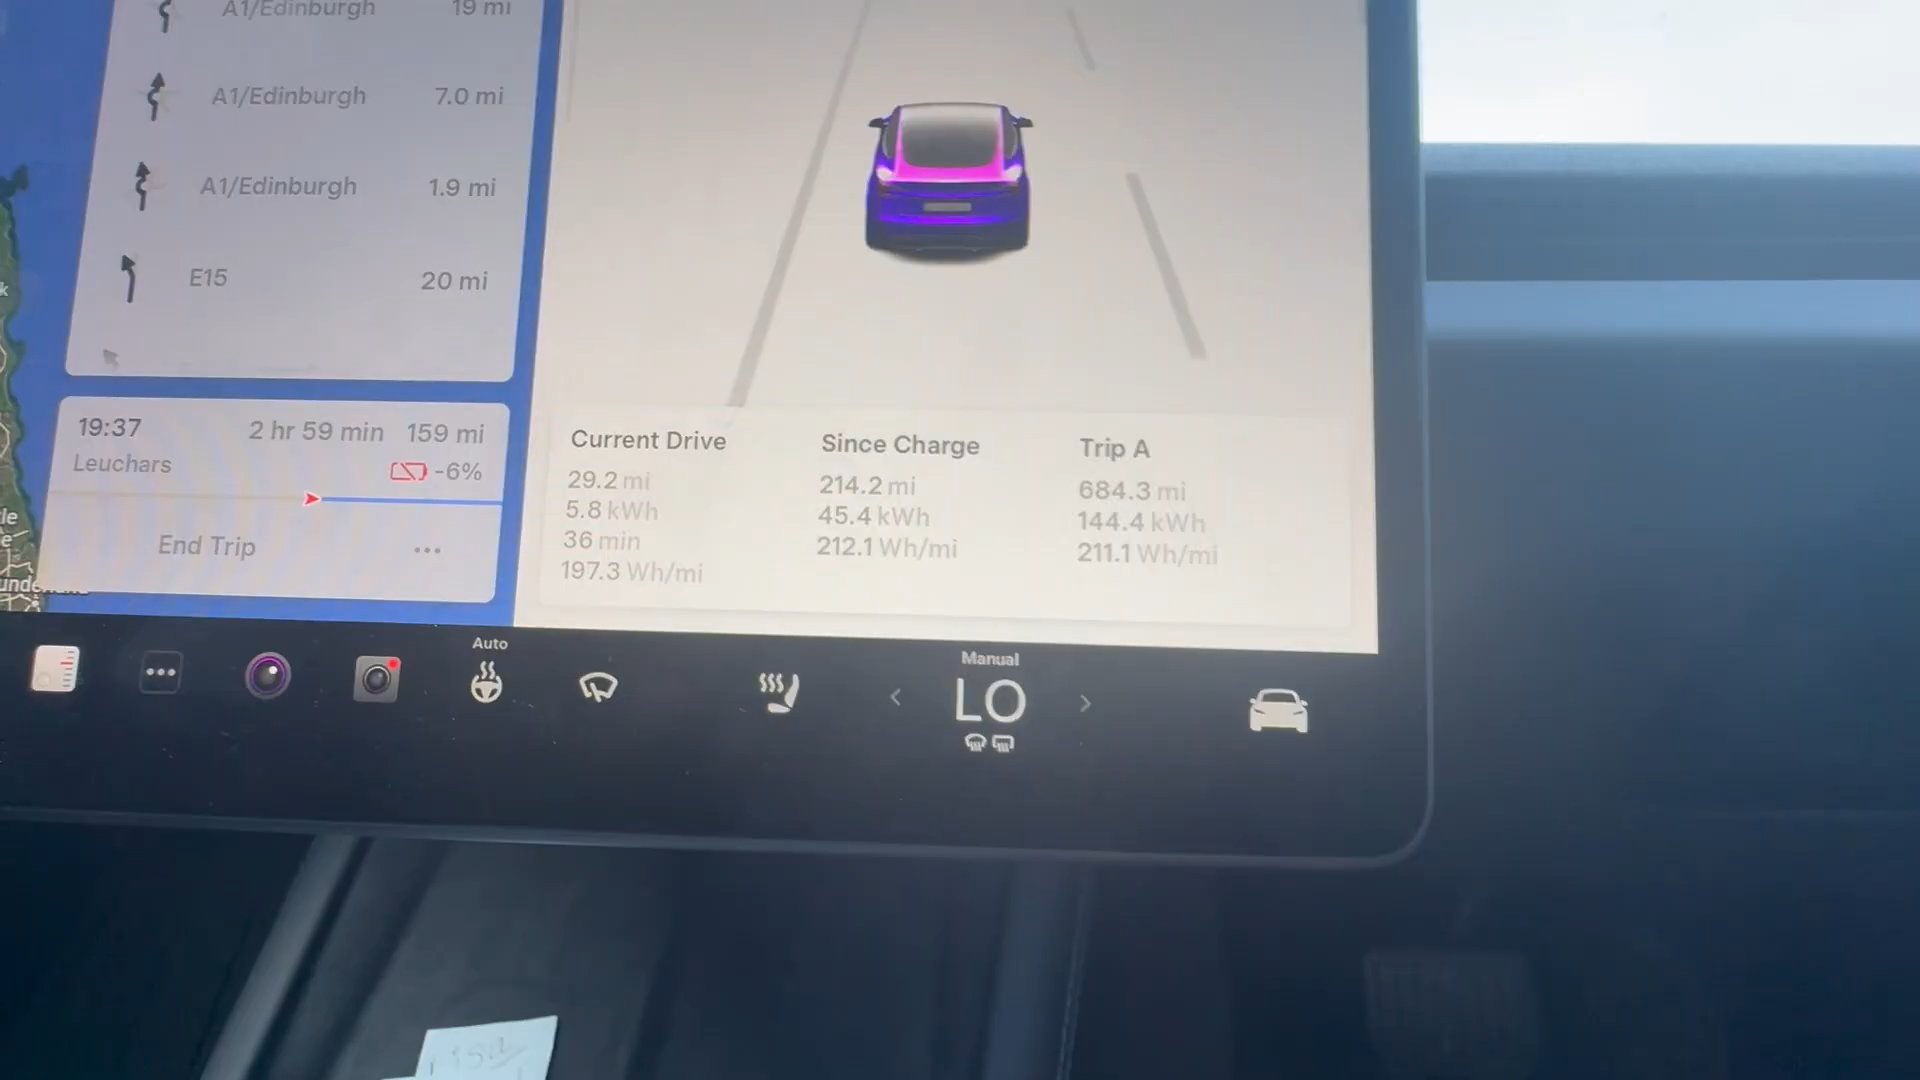 A1/Edinburgh 19 mi
A1/Edinburgh 7.0 mi
A1/Edinburgh 1.9 mi
E15 20 mi
19:37 2 hr 59 min 159 mi
Leuchars -6%
End Trip ...
Current Drive
29.2 mi
5.8 kWh
36 min
197.3 Wh/mi
Since Charge
214.2 mi
45.4 kWh
212.1 Wh/mi
Trip A
684.3 mi
144.4 kWh
211.1 Wh/mi
Auto
Manual
LO